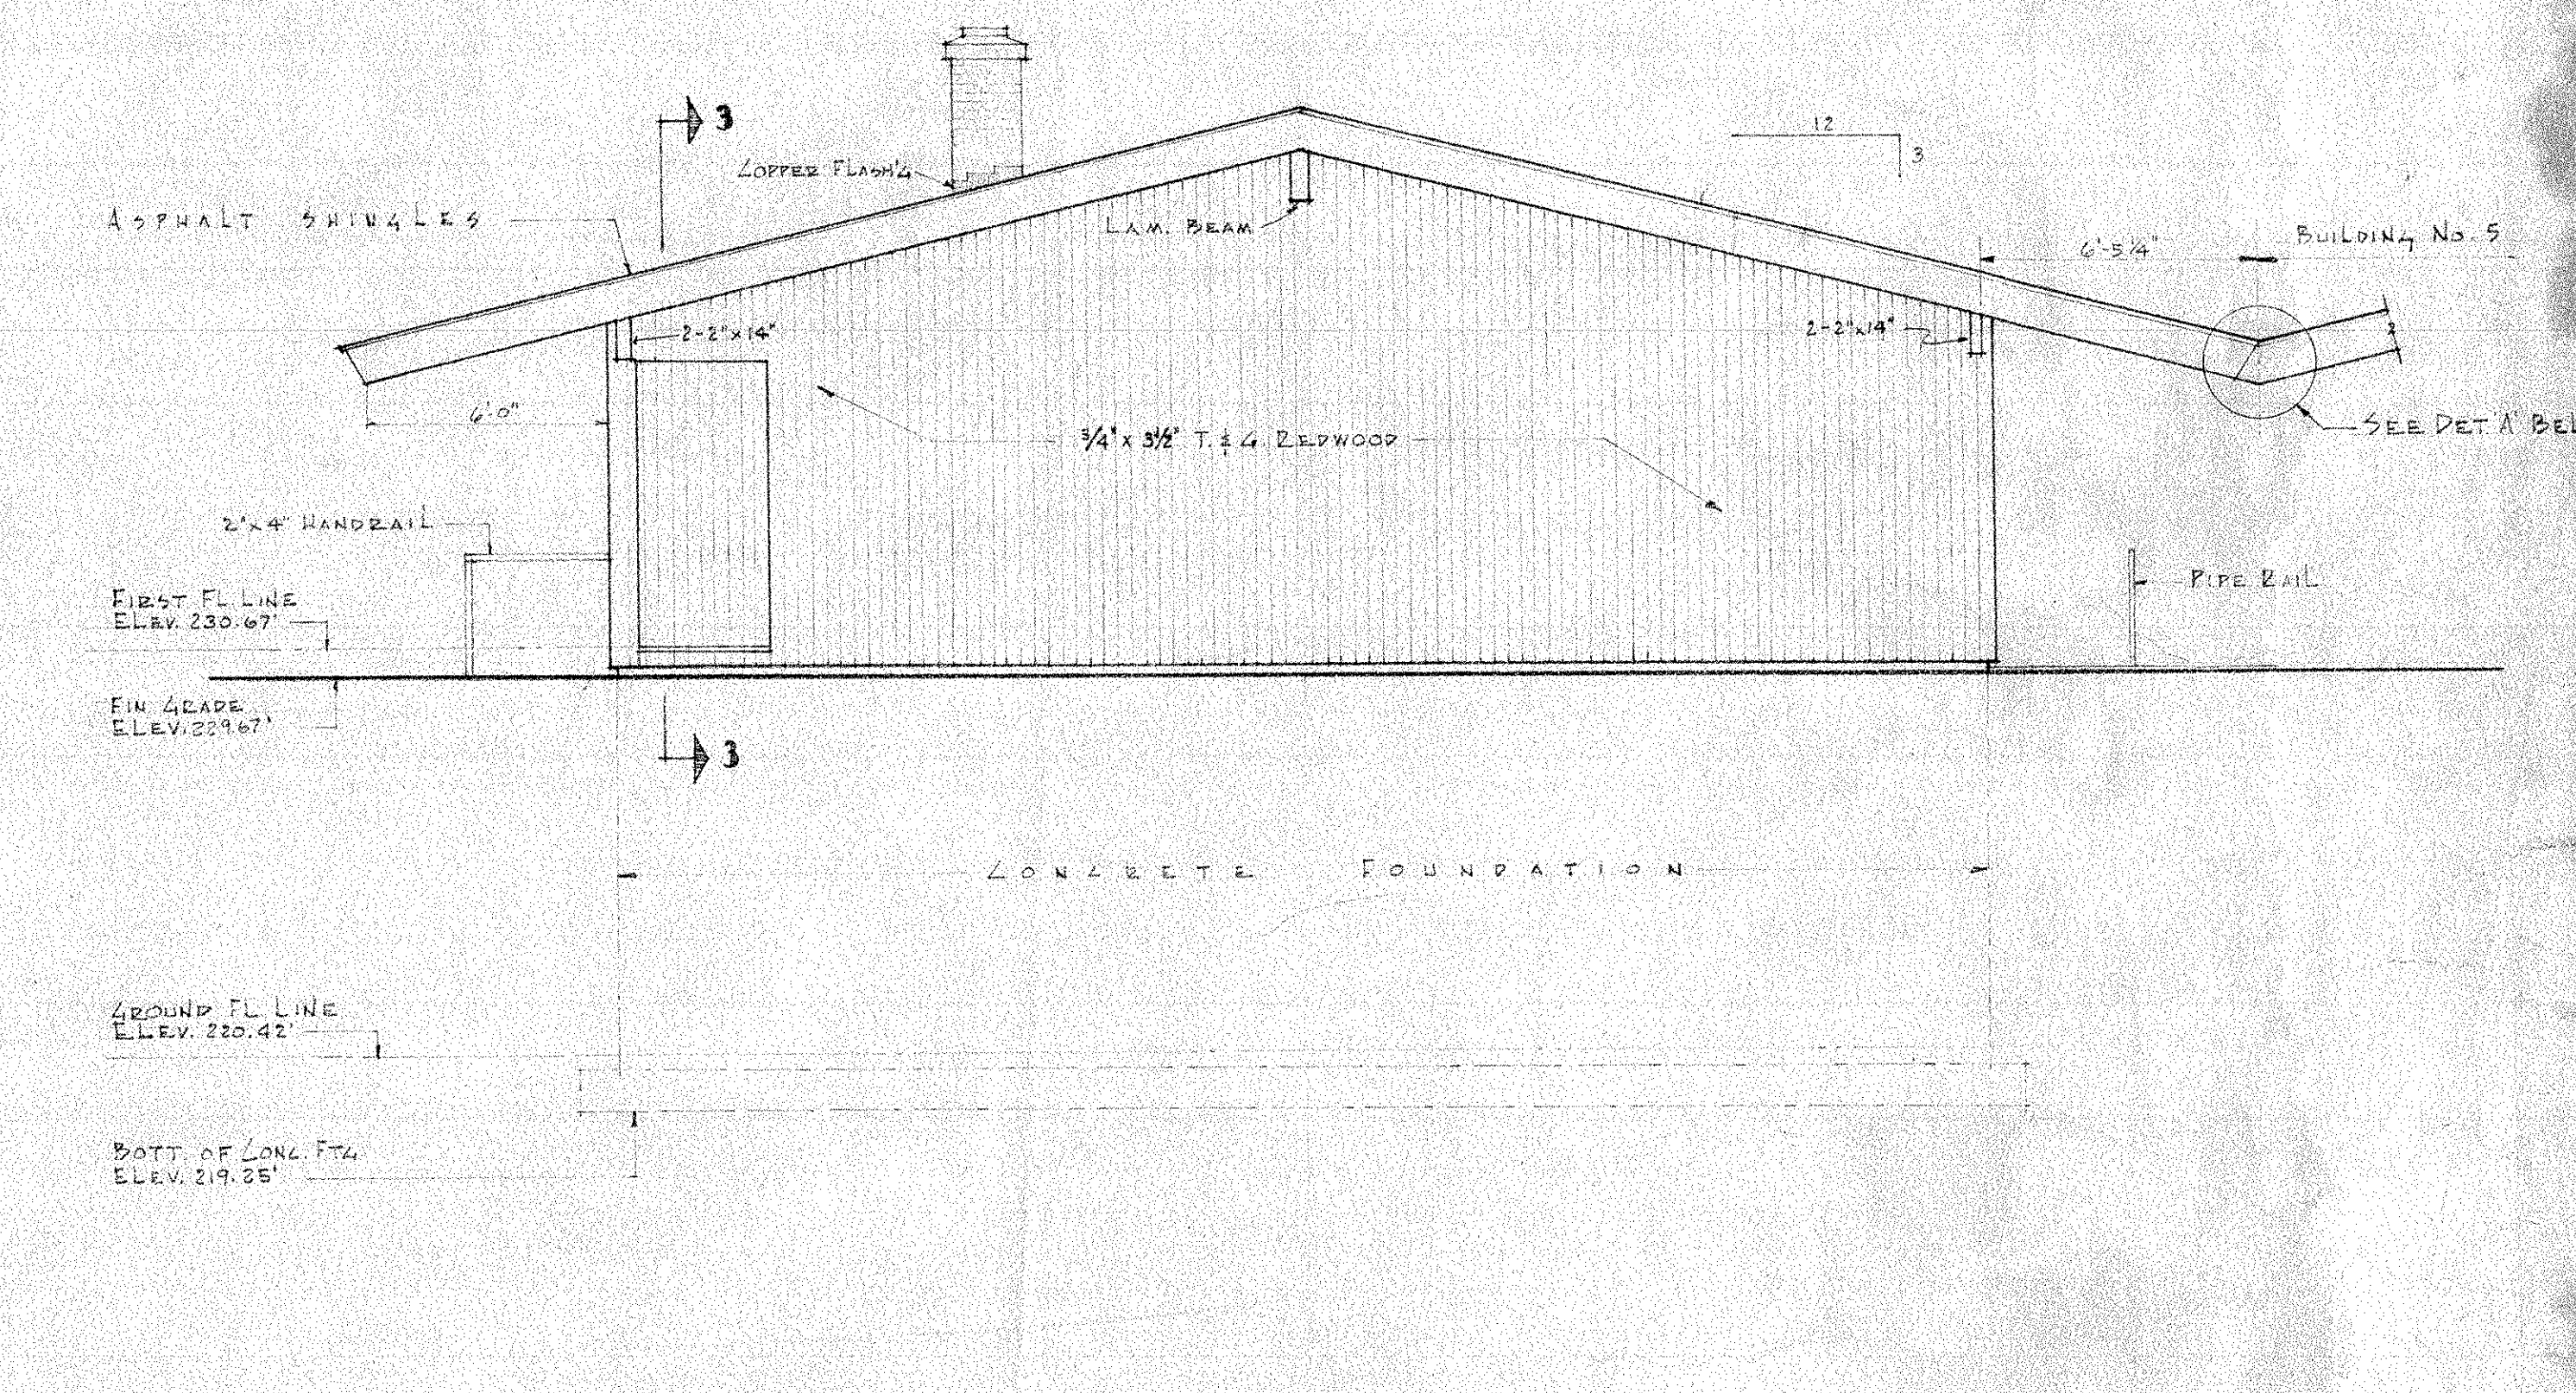 3
12
3
COPPER FLASH'G
ASPHALT SHINGLES
LAM. BEAM
6'-5¼"
BUILDING No. 5
2-2"x14"
2-2"x14"
2
6'-0"
SEE DET 'A' BEL
3/4" x 3½" T. & G. REDWOOD
2"x4" HANDRAIL
PIPE RAIL
FIRST FL LINE
ELEV. 230.67'
FIN GRADE
ELEV. 229.67'
3
CONCRETE FOUNDATION
GROUND FL LINE
ELEV. 220.42'
BOTT. OF CONC. FTG
ELEV. 219.25'